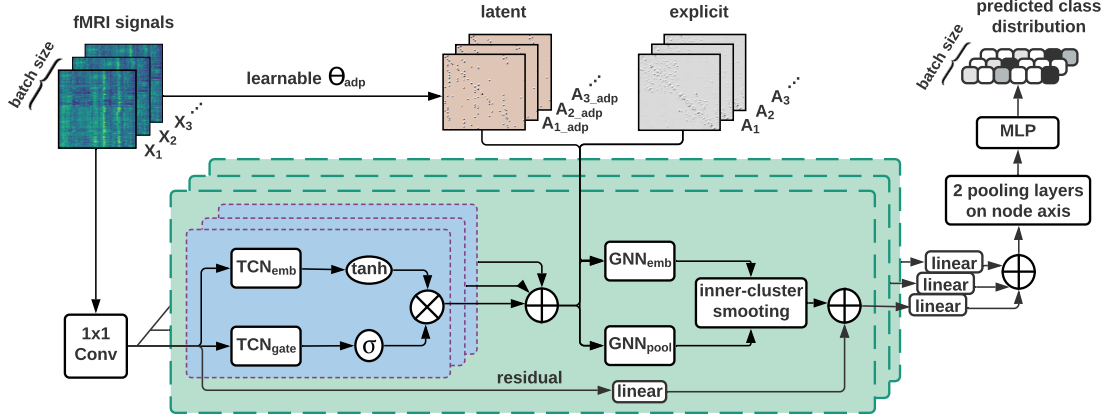 fMRI signals
batch size
X1
X2
X3
...
learnable Θadp
latent
A1_adp
A2_adp
A3_adp
...
explicit
A1
A2
A3
...
predicted class
distribution
batch size
MLP
2 pooling layers
on node axis
linear
linear
linear
1x1
Conv
TCNemb
tanh
TCNgate
σ
GNNemb
GNNpool
inner-cluster
smooting
residual
linear